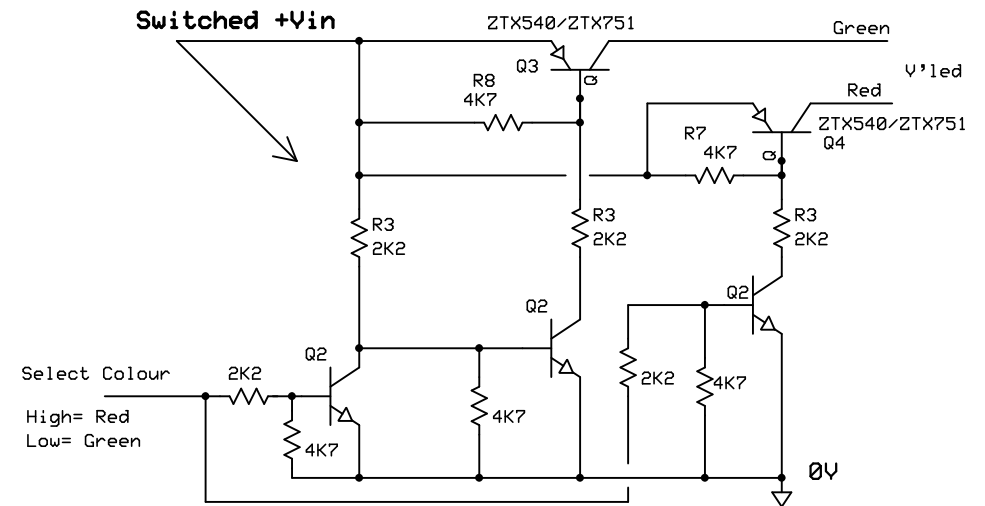 Switched +Vin
ZTX540/ZTX751
Green
Q3
Q
V'led
R8
4K7
Red
ZTX540/ZTX751
Q4
R7
4K7
Q
R3
2K2
R3
2K2
R3
2K2
Q2
Q2
Q2
Select Colour
2K2
2K2
4K7
High= Red
Low= Green
4K7
4K7
0V